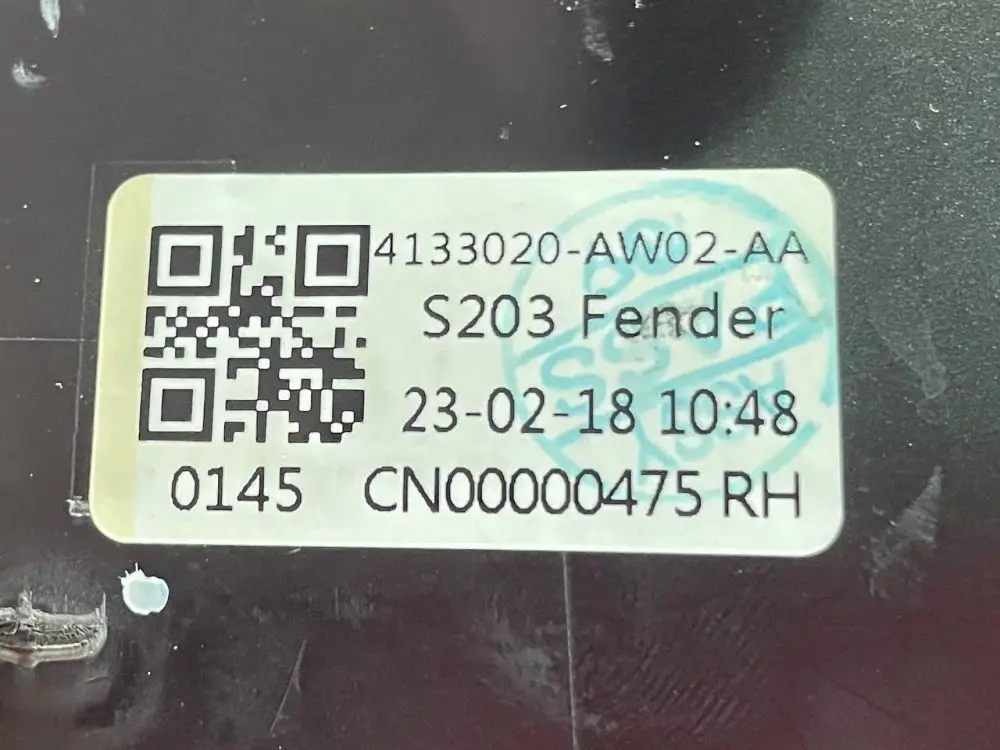 4133020-AW02-AA
S203 Fender
23-02-18 10:48
0145 CN00000475 RH